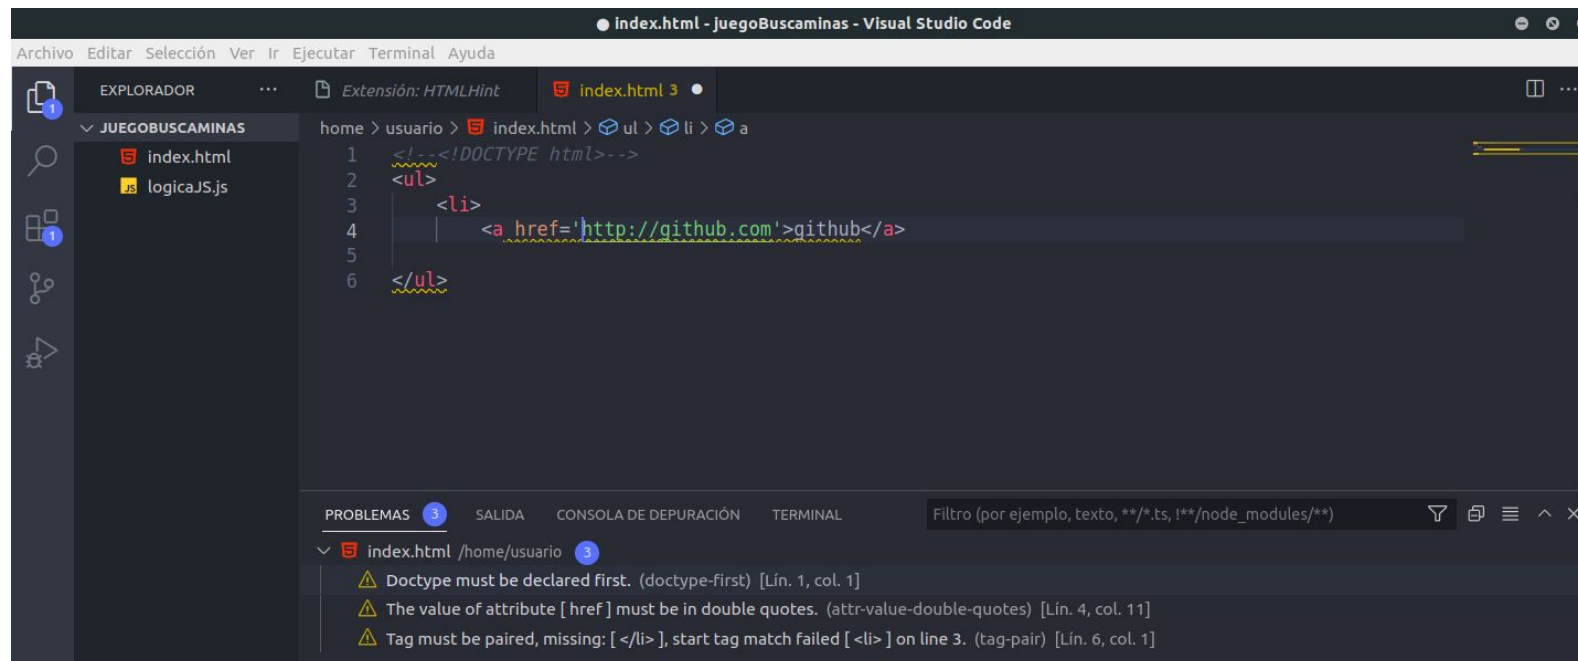 ● index.html - juegoBuscaminas - Visual Studio Code
Archivo Editar Selección Ver Ir Ejecutar Terminal Ayuda
1
EXPLORADOR ···
Extensión: HTMLHint
index.html 3 ●
JUEGOBUSCAMINAS
home > usuario > index.html > ul > li > a
index.html
JS logicaJS.js
1
1 <!--<!DOCTYPE html>-->
2 <ul>
3 <li>
4 <a href='http://github.com'>github</a>
5
6 </ul>
PROBLEMAS 3 SALIDA CONSOLA DE DEPURACIÓN TERMINAL Filtro (por ejemplo, texto, **/*.ts, !**/node_modules/**)
index.html /home/usuario 3
Doctype must be declared first. (doctype-first) [Lín. 1, col. 1]
The value of attribute [ href ] must be in double quotes. (attr-value-double-quotes) [Lín. 4, col. 11]
Tag must be paired, missing: [ </li> ], start tag match failed [ <li> ] on line 3. (tag-pair) [Lín. 6, col. 1]